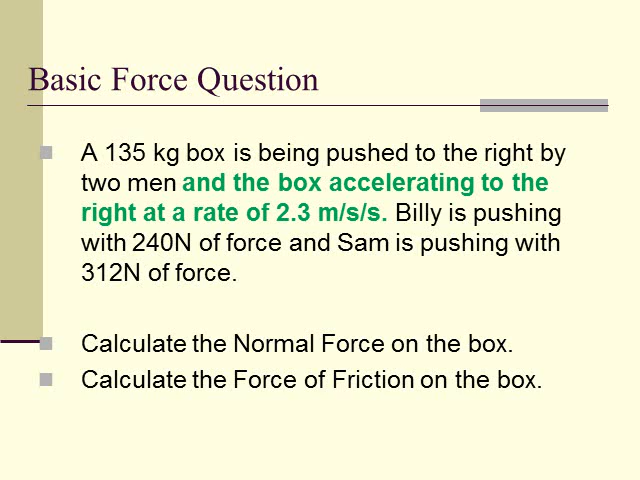 Basic Force Question
A 135 kg box is being pushed to the right by
two men and the box accelerating to the
right at a rate of 2.3 m/s/s. Billy is pushing
with 240N of force and Sam is pushing with
312N of force.
Calculate the Normal Force on the box.
Calculate the Force of Friction on the box.